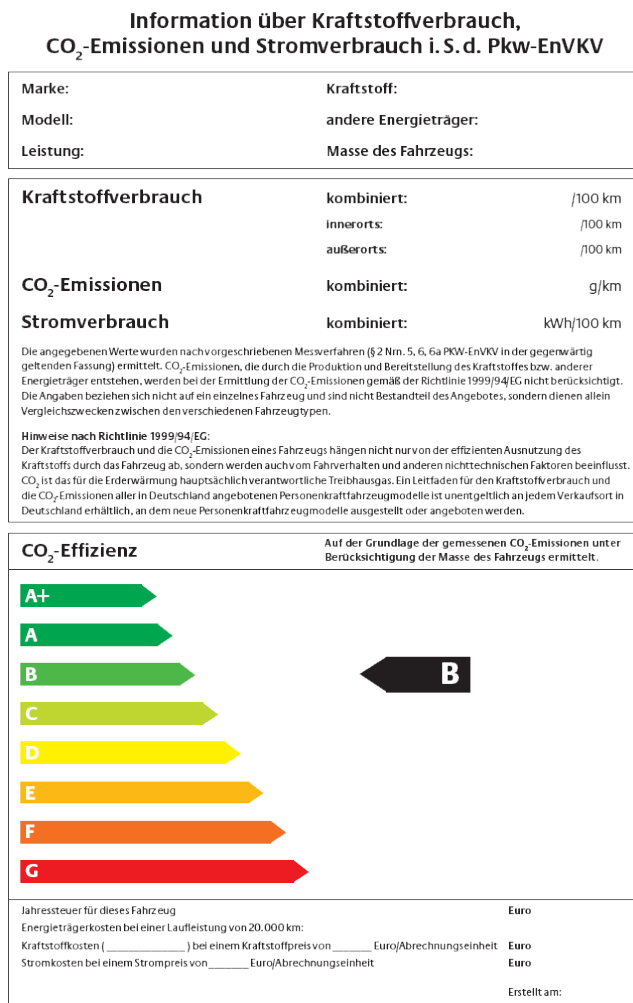 Information über Kraftstoffverbrauch,
CO₂-Emissionen und Stromverbrauch i. S. d. Pkw-EnVKV
Marke: Kraftstoff:
Modell: andere Energieträger:
Leistung: Masse des Fahrzeugs:
Kraftstoffverbrauch kombiniert: /100 km
innerorts: /100 km
außerorts: /100 km
CO₂-Emissionen kombiniert: g/km
Stromverbrauch kombiniert: kWh/100 km
Die angegebenen Werte wurden nach vorgeschriebenen Messverfahren (§ 2 Nrn. 5, 6, 6a PKW-EnVKV in der gegenwärtig
geltenden Fassung) ermittelt. CO₂-Emissionen, die durch die Produktion und Bereitstellung des Kraftstoffes bzw. anderer
Energieträger entstehen, werden bei der Ermittlung der CO₂-Emissionen gemäß der Richtlinie 1999/94/EG nicht berücksichtigt.
Die Angaben beziehen sich nicht auf ein einzelnes Fahrzeug und sind nicht Bestandteil des Angebotes, sondern dienen allein
Vergleichszwecken zwischen den verschiedenen Fahrzeugtypen.
Hinweise nach Richtlinie 1999/94/EG:
Der Kraftstoffverbrauch und die CO₂-Emissionen eines Fahrzeugs hängen nicht nur von der effizienten Ausnutzung des
Kraftstoffs durch das Fahrzeug ab, sondern werden auch vom Fahrverhalten und anderen nichttechnischen Faktoren beeinflusst.
CO₂ ist das für die Erderwärmung hauptsächlich verantwortliche Treibhausgas. Ein Leitfaden für den Kraftstoffverbrauch und
die CO₂-Emissionen aller in Deutschland angebotenen Personenkraftfahrzeugmodelle ist unentgeltlich an jedem Verkaufsort in
Deutschland erhältlich, an dem neue Personenkraftfahrzeugmodelle ausgestellt oder angeboten werden.
CO₂-Effizienz Auf der Grundlage der gemessenen CO₂-Emissionen unter
Berücksichtigung der Masse des Fahrzeugs ermittelt.
A+
A
B B
C
D
E
F
G
Jahressteuer für dieses Fahrzeug Euro
Energieträgerkosten bei einer Laufleistung von 20.000 km:
Kraftstoffkosten ( ______________ ) bei einem Kraftstoffpreis von _______ Euro/Abrechnungseinheit Euro
Stromkosten bei einem Strompreis von _______ Euro/Abrechnungseinheit Euro
Erstellt am: